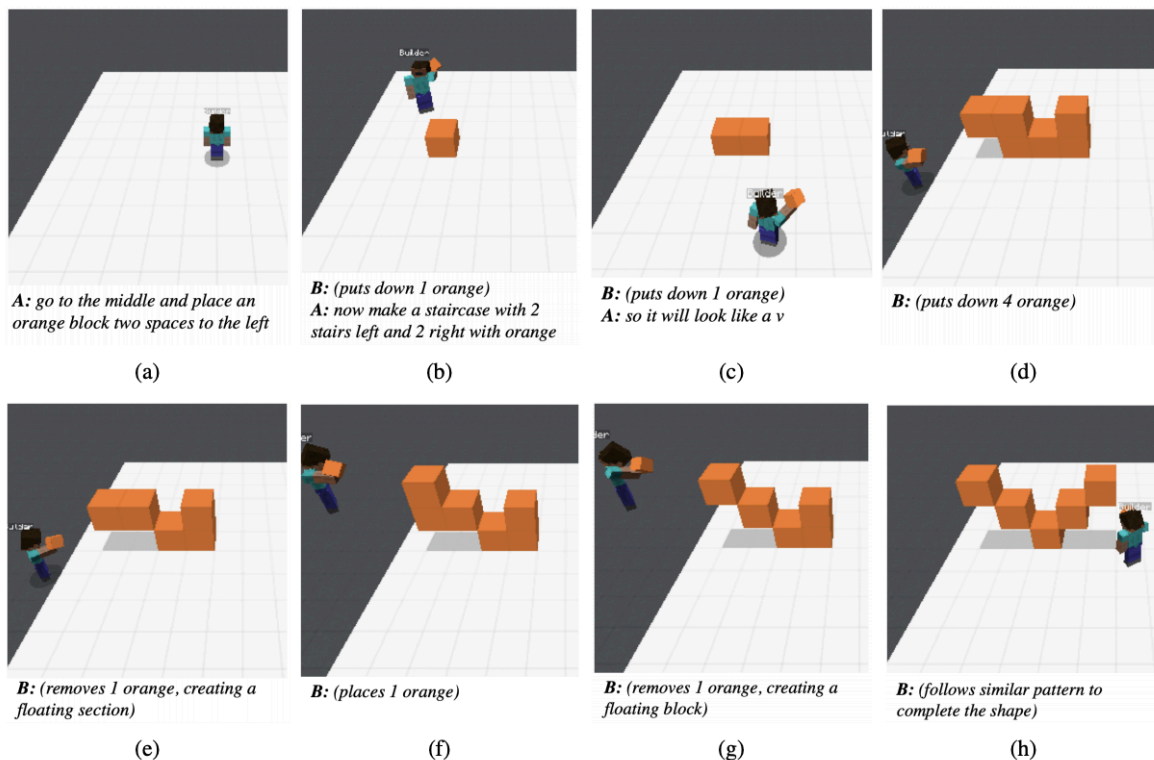 Builder
Builder
A: go to the middle and place an
orange block two spaces to the left
B: (puts down 1 orange)
A: now make a staircase with 2
stairs left and 2 right with orange
B: (puts down 1 orange)
A: so it will look like a v
B: (puts down 4 orange)
(a)
(b)
(c)
(d)
Builder
B: (removes 1 orange, creating a
floating section)
B: (places 1 orange)
B: (removes 1 orange, creating a
floating block)
B: (follows similar pattern to
complete the shape)
(e)
(f)
(g)
(h)